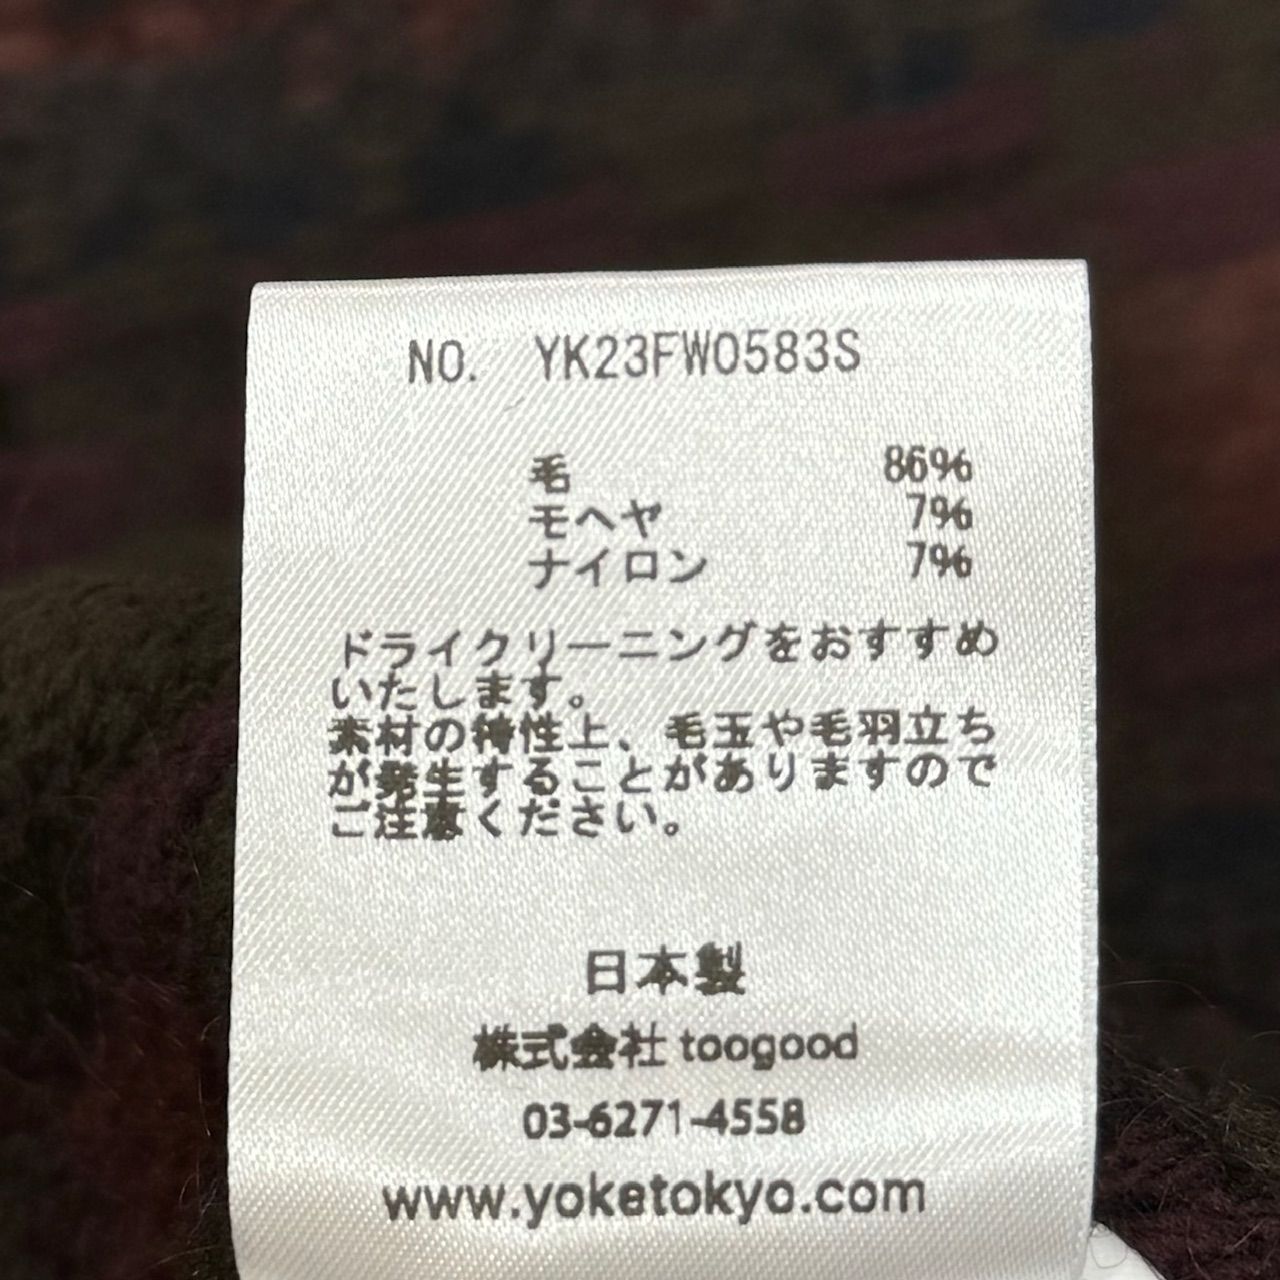 NO. YK23FW0583S
毛 86%
モヘヤ 7%
ナイロン 7%
ドライクリーニングをおすすめ
いたします。
素材の特性上、毛玉や毛羽立ち
が発生することがありますので
ご注意ください。
日本製
株式会社 toogood
03-6271-4558
www.yoketokyo.com